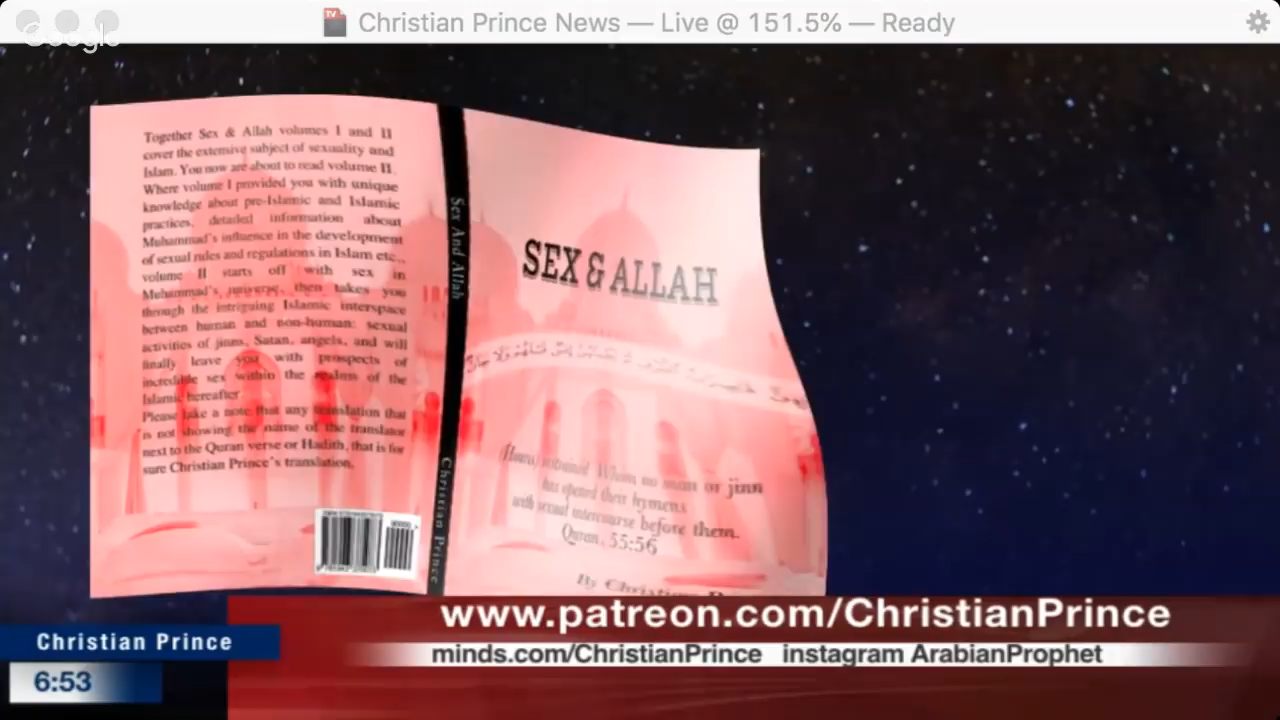 Christian Prince News — Live @ 151.5% — Ready
Google
Together Sex & Allah volumes I and II
cover the extensive subject of sexuality and
Islam. You now are about to read volume II.
Where volume I provided you with unique
knowledge about pre-Islamic and Islamic
practices, detailed information about
Muhammad's influence in the development
of sexual rules and regulations in Islam etc.,
volume II starts off with sex in
Muhammad's universe, then takes you
through the intriguing Islamic interspace
between human and non-human: sexual
activities of jinns, Satan, angels, and will
finally leave you with prospects of
incredible sex within the realms of the
Islamic hereafter
Please take a note that any translation that
is not showing the name of the translator
next to the Quran verse or Hadith, that is for
sure Christian Prince's translation.
Sex And Allah
Christian Prince
SEX & ALLAH
Whom no man or jinn
has opened their hymens
with sexual intercourse before them.
Quran, 55:56
By
www.patreon.com/ChristianPrince
minds.com/ChristianPrince instagram ArabianProphet
Christian Prince
6:53